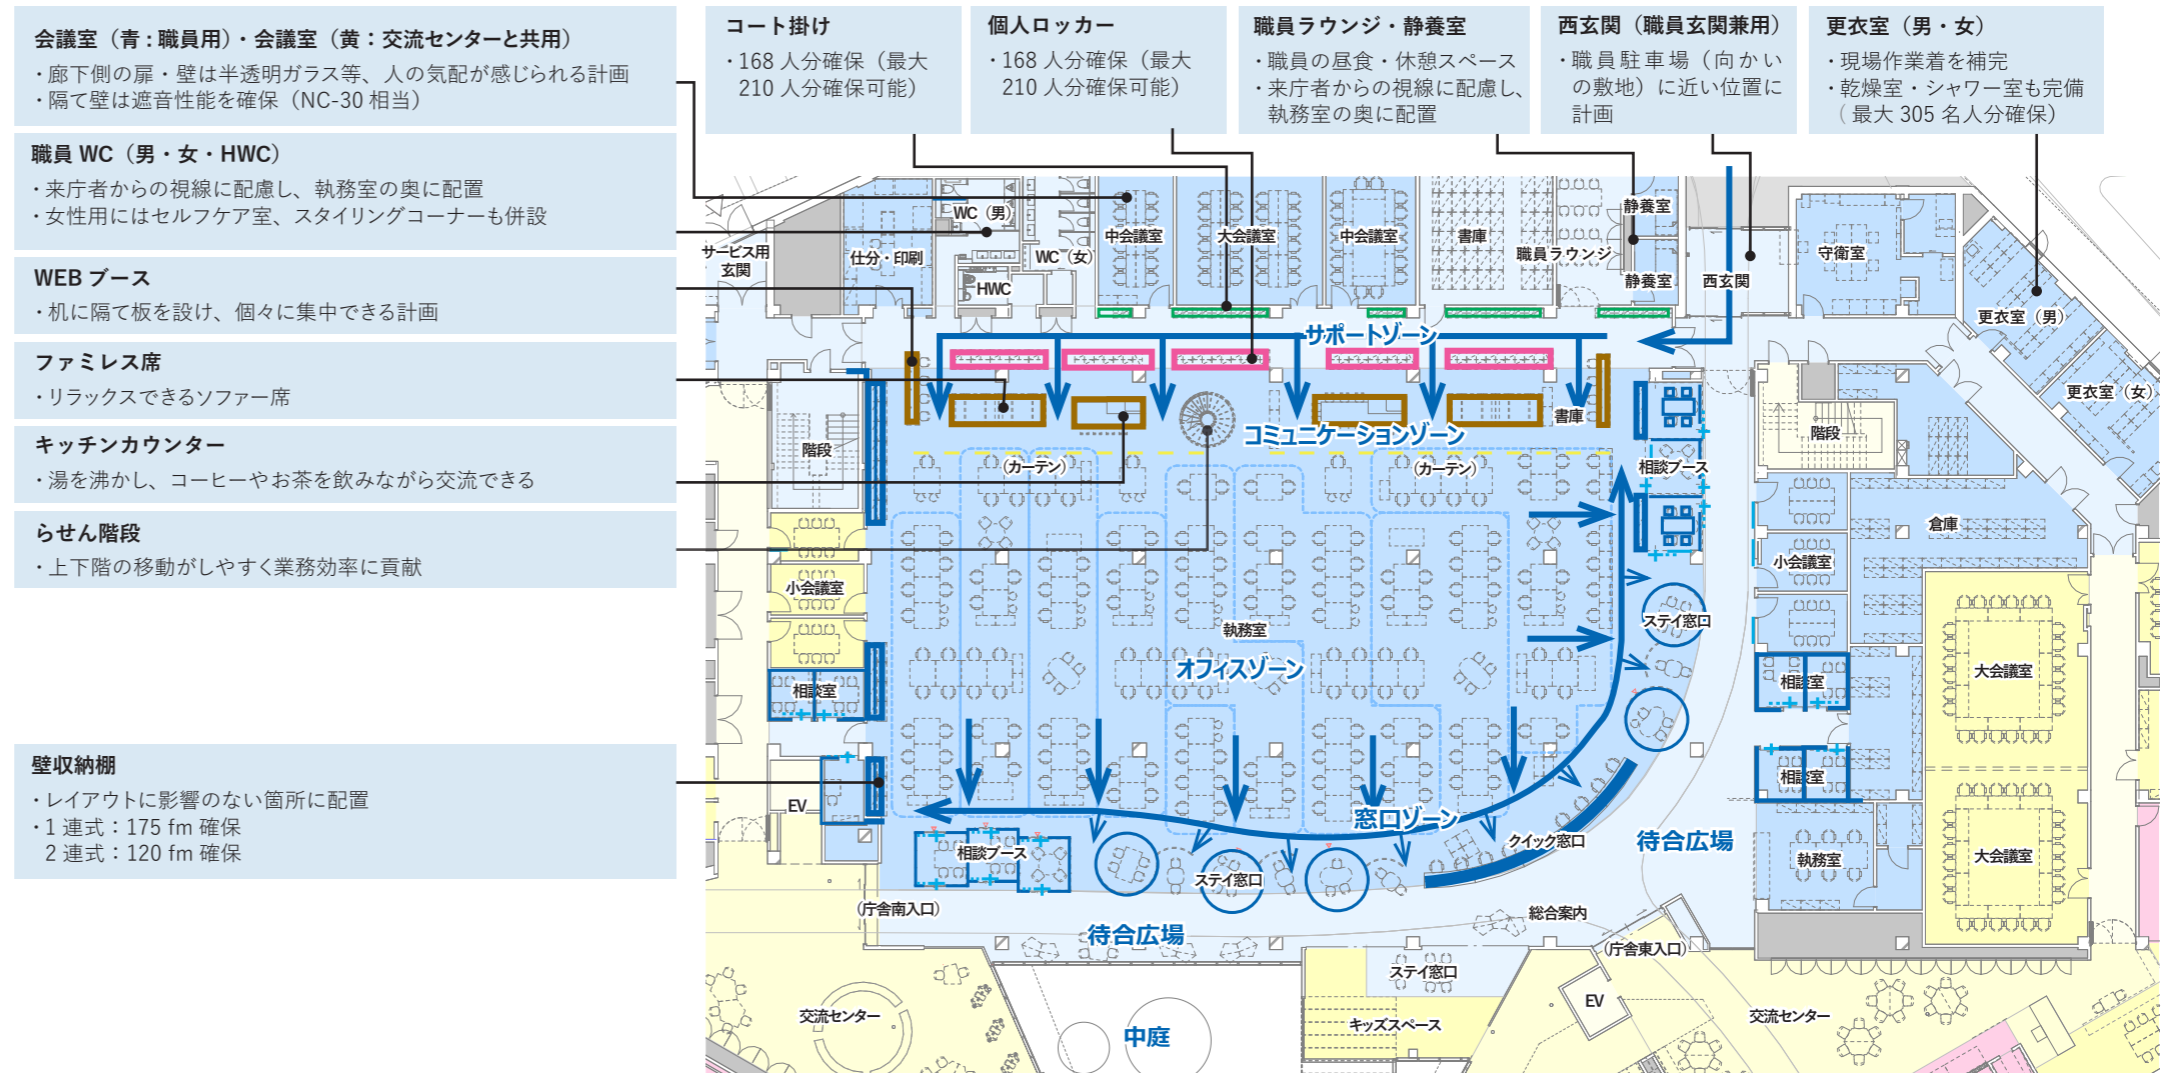 会議室（青：職員用）・会議室（黄：交流センターと共用）
・廊下側の扉・壁は半透明ガラス等、人の気配が感じられる計画
・隔て壁は遮音性能を確保（NC-30 相当）
職員 WC（男・女・HWC）
・来庁者からの視線に配慮し、執務室の奥に配置
・女性用にはセルフケア室、スタイリングコーナーも併設
WEB ブース
・机に隔て板を設け、個々に集中できる計画
ファミレス席
・リラックスできるソファー席
キッチンカウンター
・湯を沸かし、コーヒーやお茶を飲みながら交流できる
らせん階段
・上下階の移動がしやすく業務効率に貢献
壁収納棚
・レイアウトに影響のない箇所に配置
・1 連式：175 fm 確保
2 連式：120 fm 確保
コート掛け
・168 人分確保（最大
210 人分確保可能）
個人ロッカー
・168 人分確保（最大
210 人分確保可能）
職員ラウンジ・静養室
・職員の昼食・休憩スペース
・来庁者からの視線に配慮し、
執務室の奥に配置
西玄関（職員玄関兼用）
・職員駐車場（向かい
の敷地）に近い位置に
計画
更衣室（男・女）
・現場作業着を補完
・乾燥室・シャワー室も完備
（ 最大 305 名人分確保）
サービス用
玄関
仕分・印刷
WC（男）
WC（女）
HWC
中会議室
大会議室
中会議室
書庫
職員ラウンジ
静養室
静養室
西玄関
守衛室
更衣室（男）
更衣室（女）
サポートゾーン
書庫
コミュニケーションゾーン
階段
（カーテン）
（カーテン）
相談ブース
階段
倉庫
小会議室
小会議室
執務室
オフィスゾーン
ステイ窓口
相談室
相談室
大会議室
相談室
EV
窓口ゾーン
クイック窓口
待合広場
相談ブース
ステイ窓口
執務室
大会議室
（庁舎南入口）
総合案内
待合広場
（庁舎東入口）
ステイ窓口
EV
交流センター
中庭
キッズスペース
交流センター